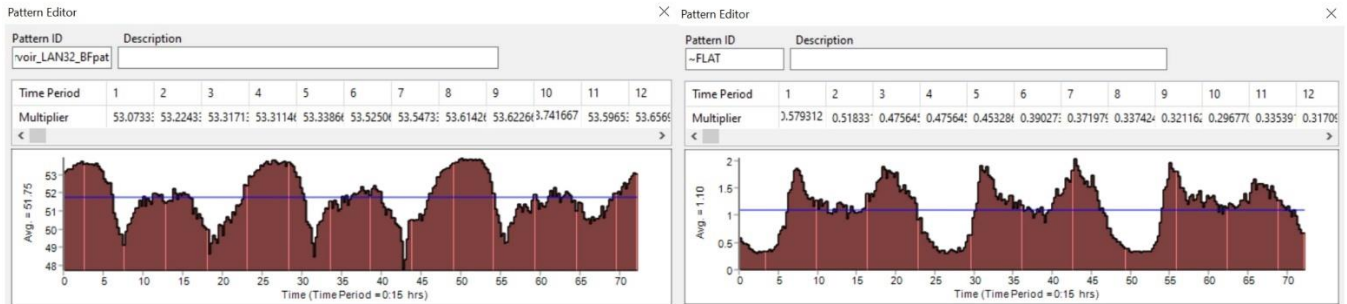 Pattern Editor
Pattern ID Description
voir_LAN32_BFpat
Time Period 1 2 3 4 5 6 7 8 9 10 11 12
Multiplier 53.0733 53.2243 53.3171 53.3114 53.3386 53.5250 53.5473 53.6142 53.6226 3.741667 53.5965 53.656
53
52
51
50
49
48
Avg. = 51.75
0 5 10 15 20 25 30 35 40 45 50 55 60 65 70
Time (Time Period = 0:15 hrs)
Pattern Editor
Pattern ID Description
~FLAT
Time Period 1 2 3 4 5 6 7 8 9 10 11 12
Multiplier 0.579312 0.51833 0.47564 0.47564 0.453286 0.39027 0.371979 0.337424 0.321162 0.296770 0.33539 0.31709
2
1.5
1
0.5
0
Avg. = 1.10
0 5 10 15 20 25 30 35 40 45 50 55 60 65 70
Time (Time Period = 0:15 hrs)